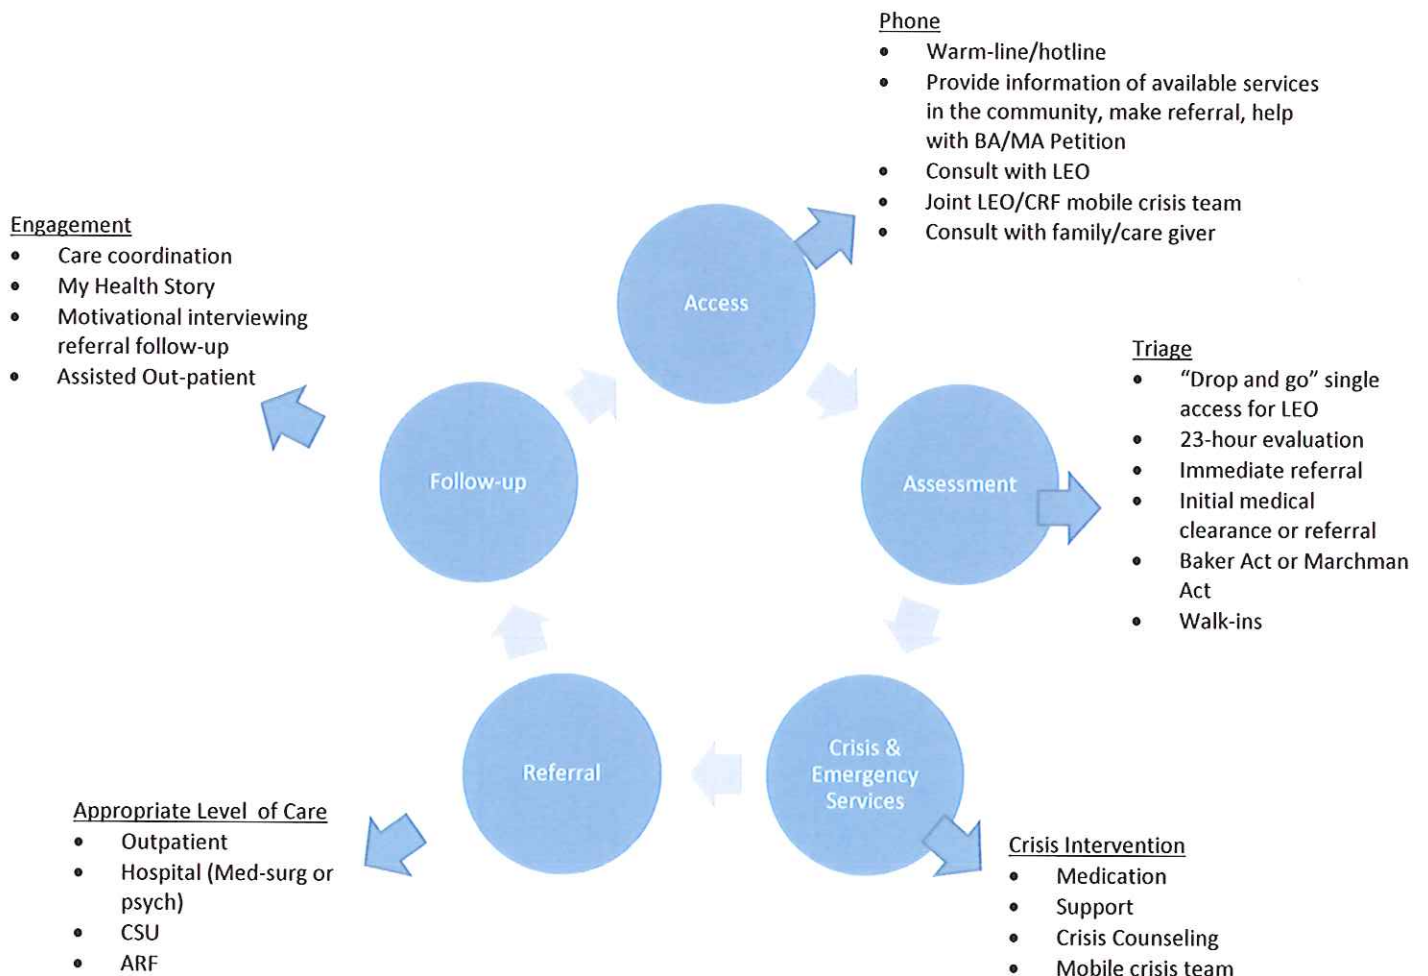 Phone
• Warm-line/hotline
• Provide information of available services
in the community, make referral, help
with BA/MA Petition
• Consult with LEO
• Joint LEO/CRF mobile crisis team
• Consult with family/care giver
Engagement
• Care coordination
• My Health Story
• Motivational interviewing
referral follow-up
• Assisted Out-patient
Access
Triage
• “Drop and go” single
access for LEO
• 23-hour evaluation
• Immediate referral
• Initial medical
clearance or referral
• Baker Act or Marchman
Act
• Walk-ins
Follow-up
Assessment
Referral
Crisis &
Emergency
Services
Appropriate Level of Care
• Outpatient
• Hospital (Med-surg or
psych)
• CSU
• ARF
Crisis Intervention
• Medication
• Support
• Crisis Counseling
• Mobile crisis team